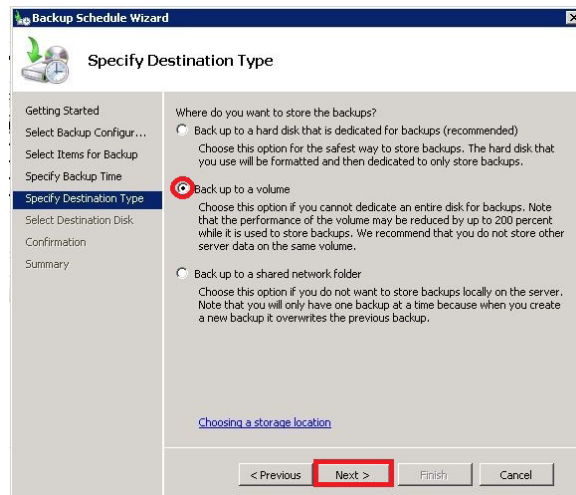 Backup Schedule Wizard
Specify Destination Type
Getting Started
Select Backup Configur...
Select Items for Backup
Specify Backup Time
Specify Destination Type
Select Destination Disk
Confirmation
Summary
Where do you want to store the backups?
Back up to a hard disk that is dedicated for backups (recommended)
Choose this option for the safest way to store backups. The hard disk that
you use will be formatted and then dedicated to only store backups.
Back up to a volume
Choose this option if you cannot dedicate an entire disk for backups. Note
that the performance of the volume may be reduced by up to 200 percent
while it is used to store backups. We recommend that you do not store other
server data on the same volume.
Back up to a shared network folder
Choose this option if you do not want to store backups locally on the server.
Note that you will only have one backup at a time because when you create
a new backup it overwrites the previous backup.
Choosing a storage location
< Previous
Next >
Finish
Cancel